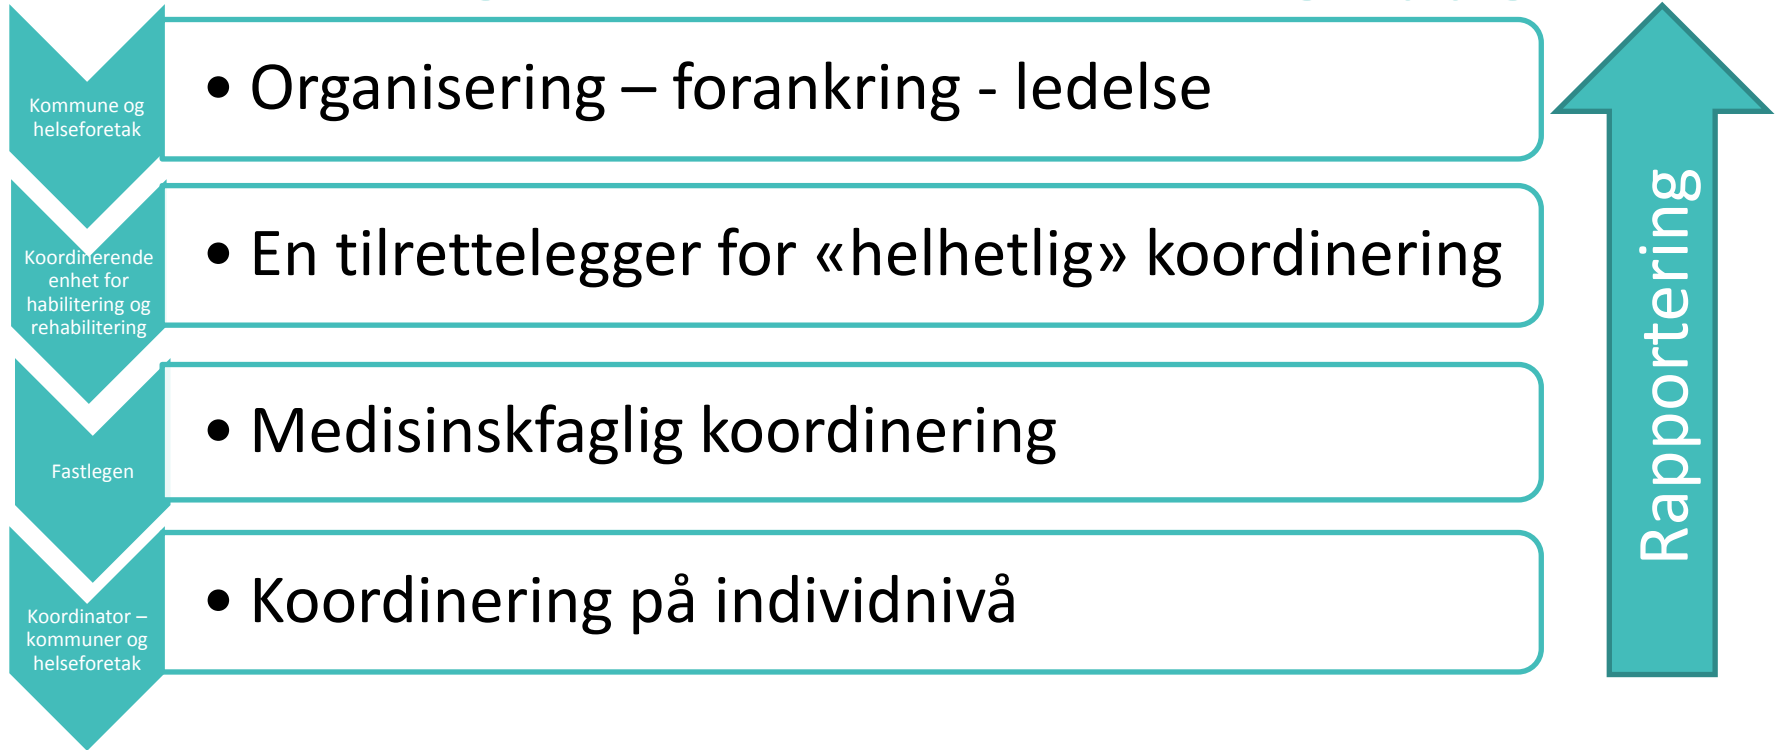 Kommune og
helseforetak
• Organisering – forankring - ledelse
Koordinerende
enhet for
habilitering og
rehabilitering
• En tilrettelegger for «helhetlig» koordinering
Fastlegen
• Medisinskfaglig koordinering
Koordinator –
kommuner og
helseforetak
• Koordinering på individnivå
Rapportering